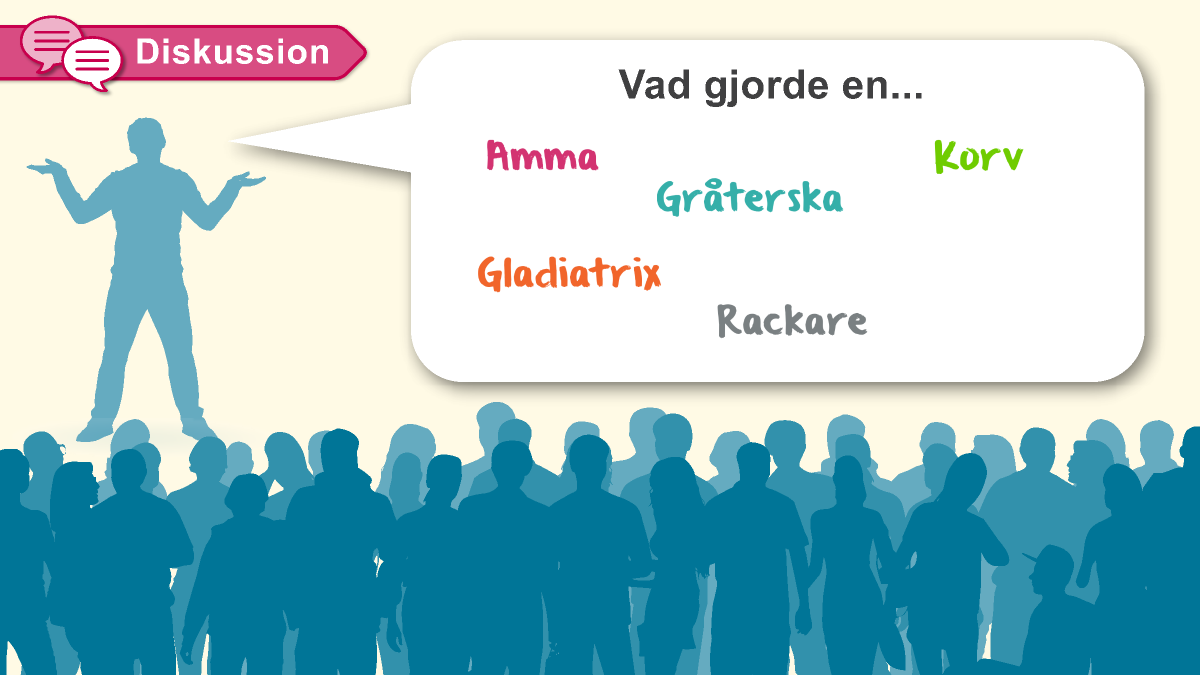 Diskussion
Vad gjorde en...
Amma
Korv
Gråterska
Gladiatrix
Rackare